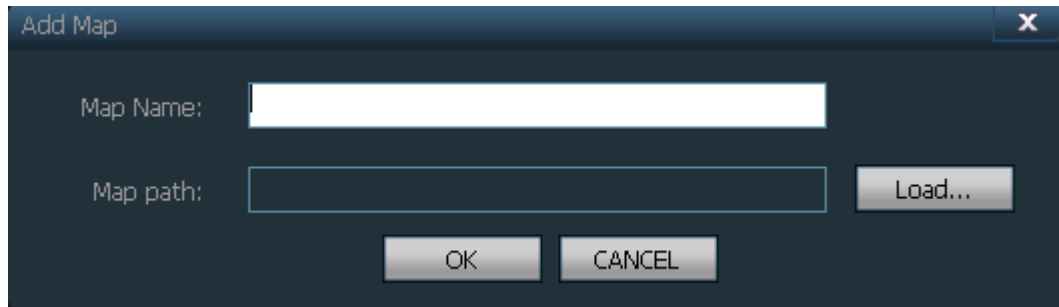 Add Map
X
Map Name:
Map path:
Load...
OK
CANCEL